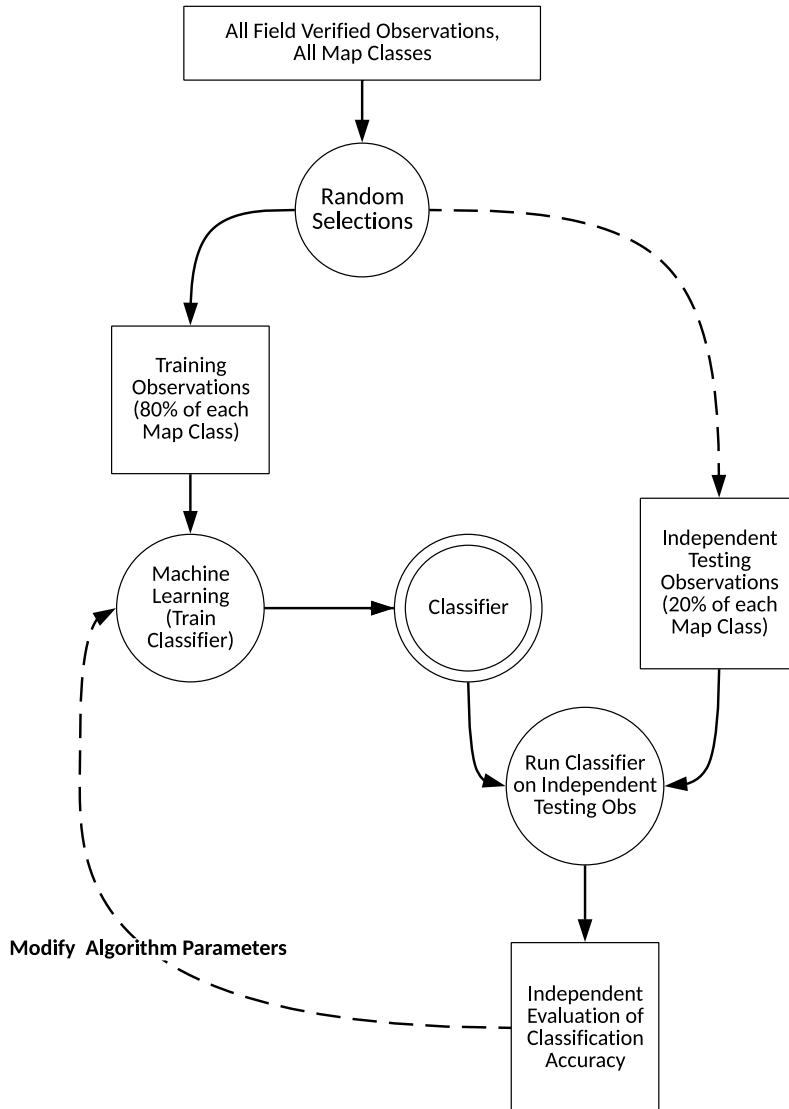 All Field Verified Observations,
All Map Classes
Random
Selections
Training
Observations
(80% of each
Map Class)
Independent
Testing
Observations
(20% of each
Map Class)
Machine
Learning
(Train
Classifier)
Classifier
Run Classifier
on Independent
Testing Obs
Modify  Algorithm Parameters
Independent
Evaluation of
Classification
Accuracy